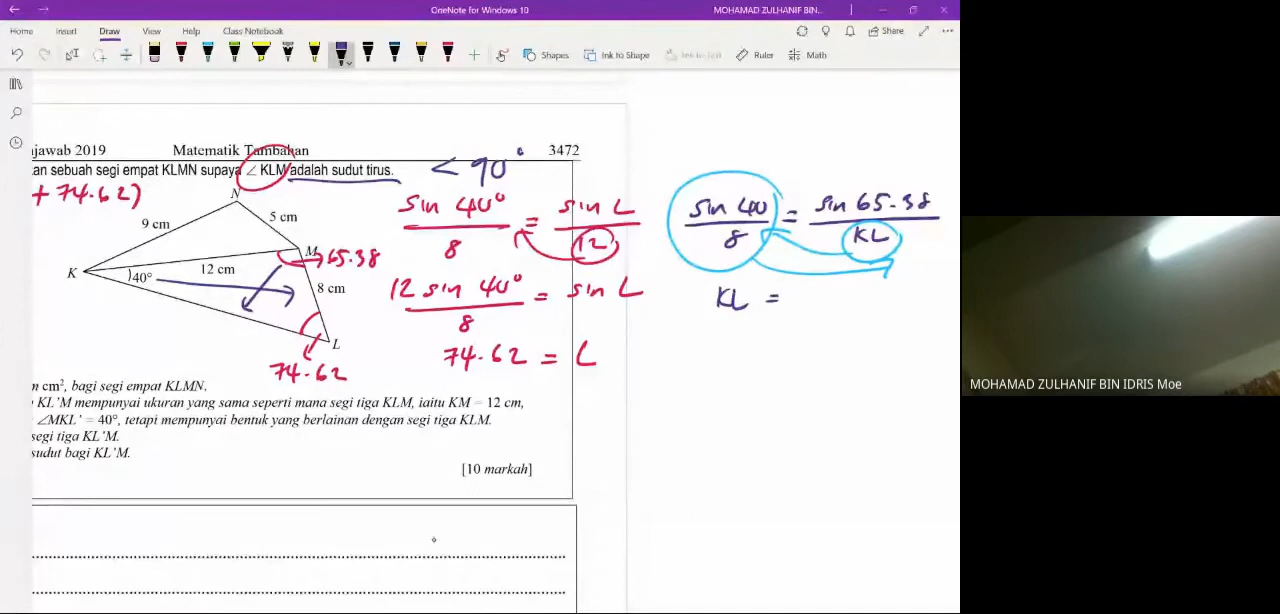 OneNote for Windows 10
MOHAMAD ZULHANIF BIN...
Home Insert Draw View Help Class Notebook
Share
Shapes Ink to Shape Ink to Text Ruler Math
jawab 2019 Matematik Tambahan 3472
kan sebuah segi empat KLMN supaya ∠ KLM adalah sudut tirus.
< 90°
+ 74.62)
N
9 cm
5 cm
M
65.38
K
40°
12 cm
8 cm
L
74.62
sin 40° / 8 = sin L / 12
12 sin 40° / 8 = sin L
74.62 = L
sin 40 / 8 = sin 65.38 / KL
KL =
n cm², bagi segi empat KLMN.
KL'M mempunyai ukuran yang sama seperti mana segi tiga KLM, iaitu KM = 12 cm,
∠MKL' = 40°, tetapi mempunyai bentuk yang berlainan dengan segi tiga KLM.
segi tiga KL'M.
sudut bagi KL'M.
[10 markah]
MOHAMAD ZULHANIF BIN IDRIS Moe